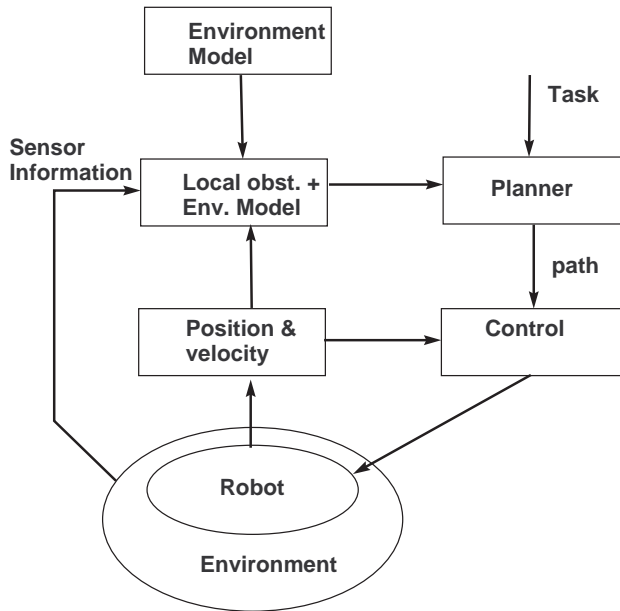 Environment
Model
Task
Sensor
Information
Local obst. +
Env. Model
Planner
path
Position &
velocity
Control
Robot
Environment